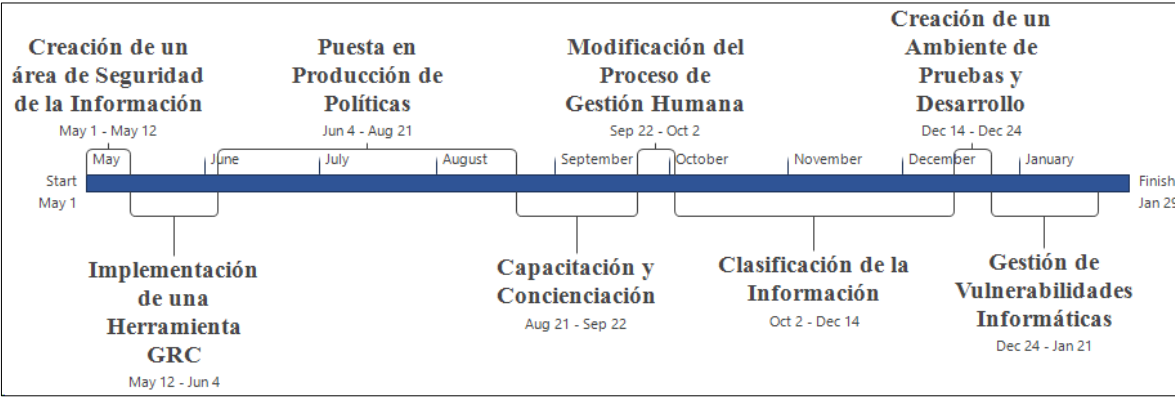 Creación de un
área de Seguridad
de la Información
May 1 - May 12
Puesta en
Producción de
Políticas
Jun 4 - Aug 21
Modificación del
Proceso de
Gestión Humana
Sep 22 - Oct 2
Creación de un
Ambiente de
Pruebas y
Desarrollo
Dec 14 - Dec 24
May
June
July
August
September
October
November
December
January
Start
May 1
Finish
Jan 29
Implementación
de una
Herramienta
GRC
May 12 - Jun 4
Capacitación y
Concienciación
Aug 21 - Sep 22
Clasificación de la
Información
Oct 2 - Dec 14
Gestión de
Vulnerabilidades
Informáticas
Dec 24 - Jan 21